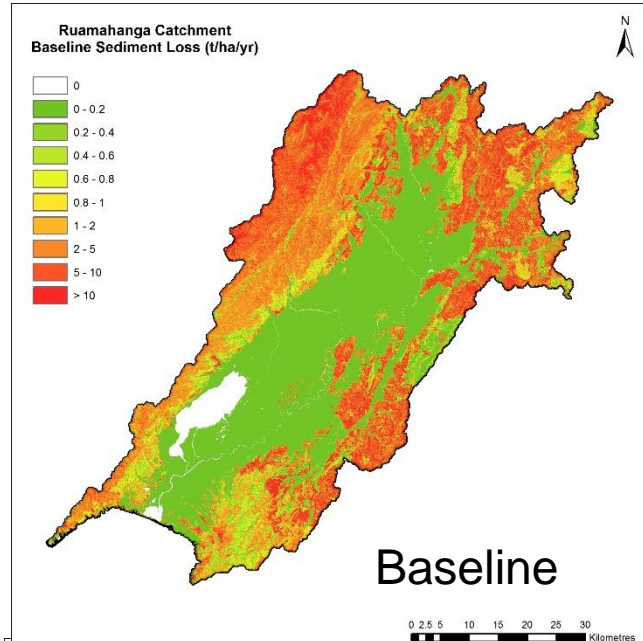 Ruamahanga Catchment
Baseline Sediment Loss (t/ha/yr)
N
0
0 - 0.2
0.2 - 0.4
0.4 - 0.6
0.6 - 0.8
0.8 - 1
1 - 2
2 - 5
5 - 10
> 10
Baseline
0 2.5 5 10 15 20 25 30
Kilometres